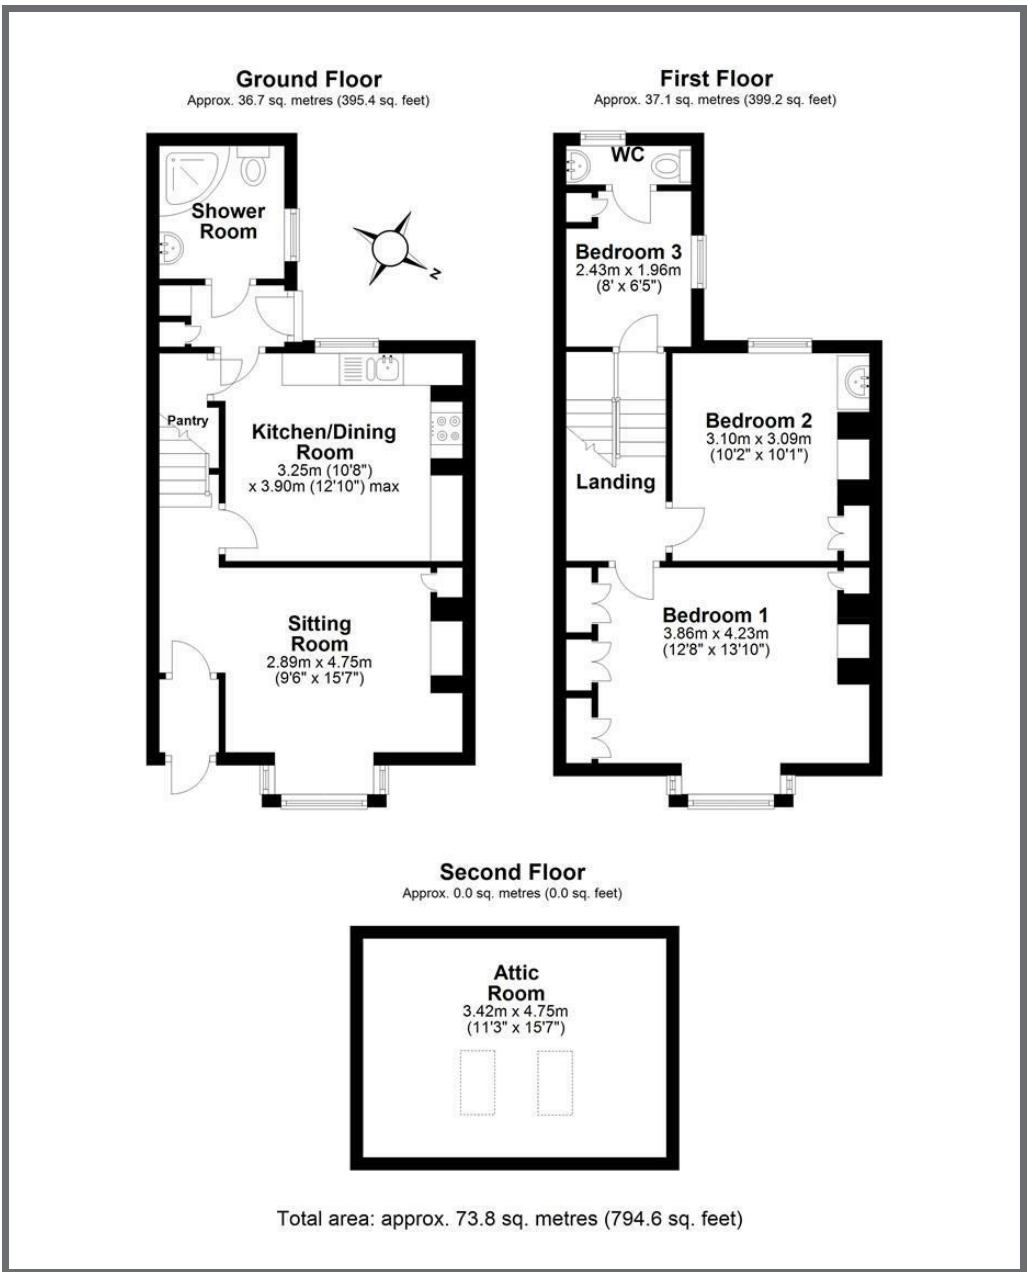 Ground Floor
Approx. 36.7 sq. metres (395.4 sq. feet)
Shower
Room
Pantry
Kitchen/Dining
Room
3.25m (10'8")
x 3.90m (12'10") max
Sitting
Room
2.89m x 4.75m
(9'6" x 15'7")
N
First Floor
Approx. 37.1 sq. metres (399.2 sq. feet)
WC
Bedroom 3
2.43m x 1.96m
(8' x 6'5")
Bedroom 2
3.10m x 3.09m
(10'2" x 10'1")
Landing
Bedroom 1
3.86m x 4.23m
(12'8" x 13'10")
Second Floor
Approx. 0.0 sq. metres (0.0 sq. feet)
Attic
Room
3.42m x 4.75m
(11'3" x 15'7")
Total area: approx. 73.8 sq. metres (794.6 sq. feet)